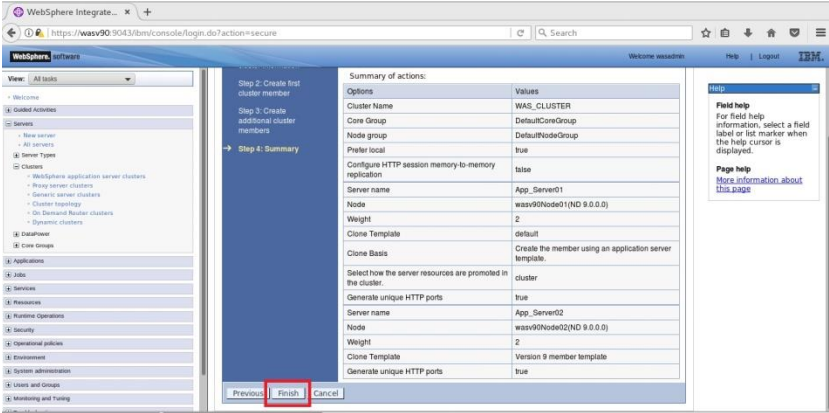 WebSphere Integrate... × +
https://wasv90:9043/ibm/console/login.do?action=secure
Search
WebSphere. software
Welcome wasadmin
Help | Logout
IBM.
View: All tasks
Welcome
Guided Activities
Servers
New server
All servers
Server Types
Clusters
WebSphere application server clusters
Proxy server clusters
Generic server clusters
Cluster topology
On Demand Router clusters
Dynamic clusters
DataPower
Core Groups
Applications
Jobs
Services
Resources
Runtime Operations
Security
Operational policies
Environment
System administration
Users and Groups
Monitoring and Tuning
Step 2: Create first
cluster member
Step 3: Create
additional cluster
members
Step 4: Summary
Summary of actions:
Options Values
Cluster Name WAS_CLUSTER
Core Group DefaultCoreGroup
Node group DefaultNodeGroup
Prefer local true
Configure HTTP session memory-to-memory
replication false
Server name App_Server01
Node wasv90Node01(ND 9.0.0.0)
Weight 2
Clone Template default
Clone Basis Create the member using an application server
template.
Select how the server resources are promoted in
the cluster. cluster
Generate unique HTTP ports true
Server name App_Server02
Node wasv90Node02(ND 9.0.0.0)
Weight 2
Clone Template Version 9 member template
Generate unique HTTP ports true
Previous Finish Cancel
Help
Field help
For field help
information, select a field
label or list marker when
the help cursor is
displayed.
Page help
More information about
this page